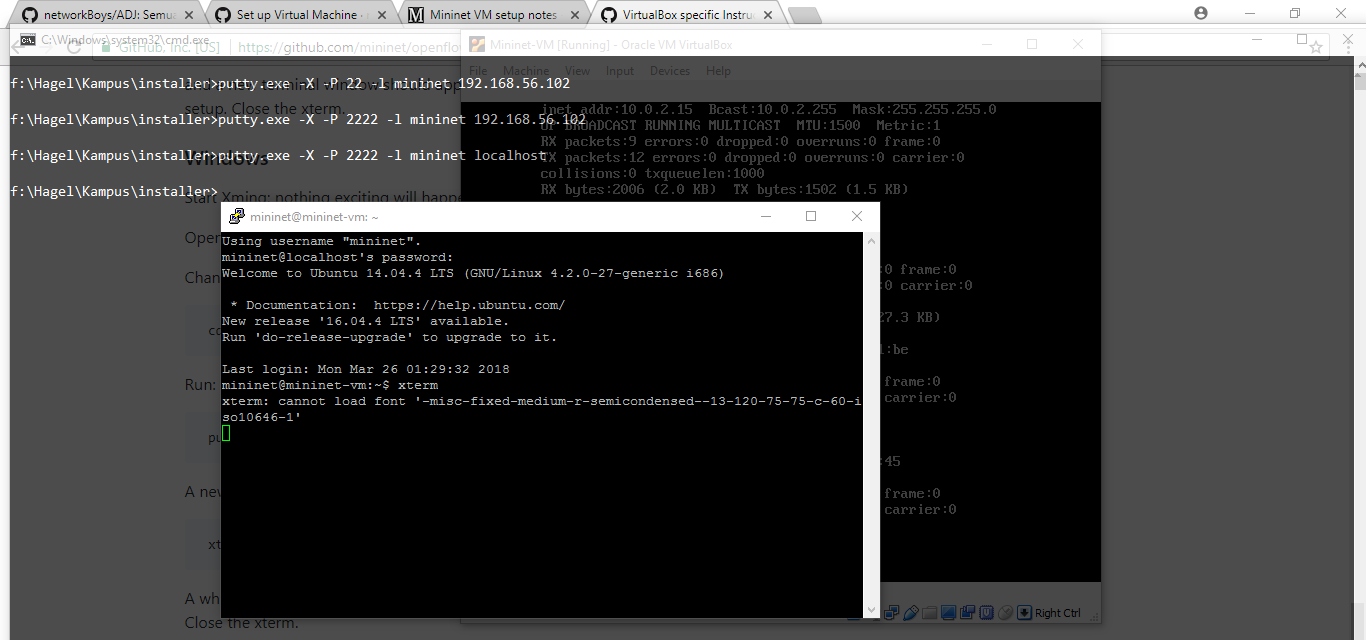 networkBoys/ADJ: Semua
Set up Virtual Machine
Mininet VM setup notes
VirtualBox specific Instru
C:\Windows\system32\cmd.exe
GitHub, Inc. [US] | https://github.com/mininet/openflo
Mininet-VM [Running] - Oracle VM VirtualBox
File Machine View Input Devices Help
f:\Hagel\Kampus\installer>putty.exe -X -P 22 -l mininet 192.168.56.102
setup. Close the xterm.
f:\Hagel\Kampus\installer>putty.exe -X -P 2222 -l mininet 192.168.56.102
f:\Hagel\Kampus\installer>putty.exe -X -P 2222 -l mininet localhost
Windows
f:\Hagel\Kampus\installer>
Start Xming: nothing exciting will happe
Open
Chan
Run:
A new
xt
A wh
Close the xterm.
inet addr:10.0.2.15 Bcast:10.0.2.255 Mask:255.255.255.0
UP BROADCAST RUNNING MULTICAST MTU:1500 Metric:1
RX packets:9 errors:0 dropped:0 overruns:0 frame:0
TX packets:12 errors:0 dropped:0 overruns:0 carrier:0
collisions:0 txqueuelen:1000
RX bytes:2006 (2.0 KB) TX bytes:1502 (1.5 KB)
:0 frame:0
:0 carrier:0
27.3 KB)
l:be
frame:0
carrier:0
:45
frame:0
carrier:0
Right Ctrl
mininet@mininet-vm: ~
Using username "mininet".
mininet@localhost's password:
Welcome to Ubuntu 14.04.4 LTS (GNU/Linux 4.2.0-27-generic i686)
* Documentation: https://help.ubuntu.com/
New release '16.04.4 LTS' available.
Run 'do-release-upgrade' to upgrade to it.
Last login: Mon Mar 26 01:29:32 2018
mininet@mininet-vm:~$ xterm
xterm: cannot load font '-misc-fixed-medium-r-semicondensed--13-120-75-75-c-60-i
so10646-1'